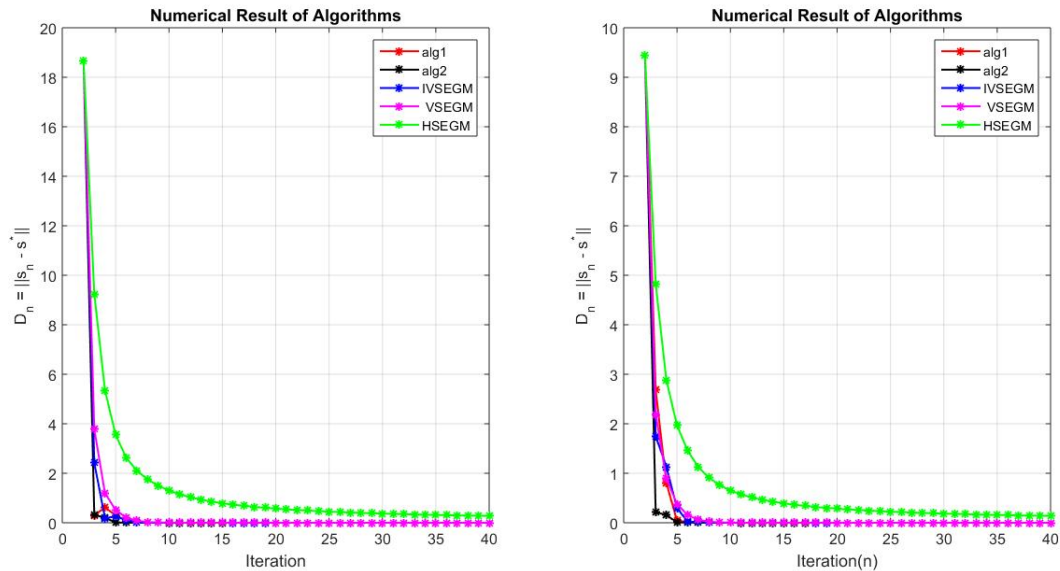 Numerical Result of Algorithms
20
18
16
14
12
10
8
6
4
2
0
D_n = ||s_n - s^*||
alg1
alg2
IVSEGM
VSEGM
HSEGM
0 5 10 15 20 25 30 35 40
Iteration
Numerical Result of Algorithms
10
9
8
7
6
5
4
3
2
1
0
D_n = ||s_n - s^*||
alg1
alg2
IVSEGM
VSEGM
HSEGM
0 5 10 15 20 25 30 35 40
Iteration(n)